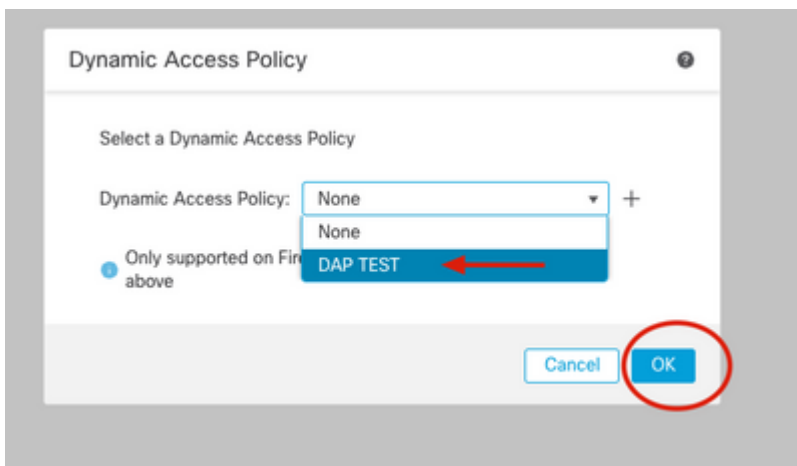 Dynamic Access Policy
Select a Dynamic Access Policy
Dynamic Access Policy: None
None
DAP TEST
Only supported on
above
Cancel OK